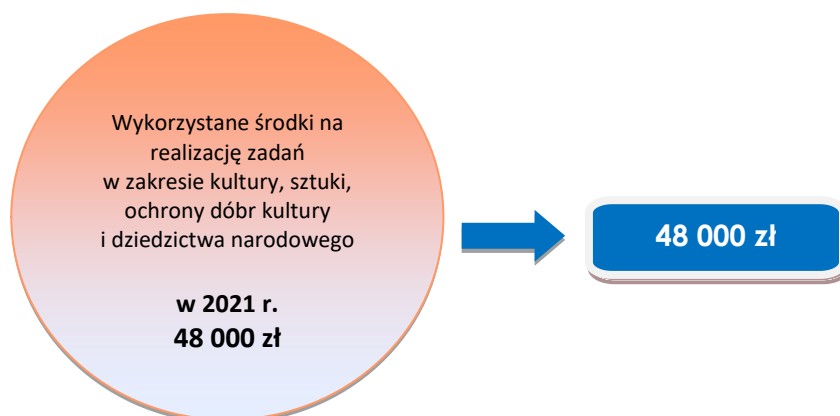 Wykorzystane środki na
realizację zadań
w zakresie kultury, sztuki,
ochrony dóbr kultury
i dziedzictwa narodowego
w 2021 r.
48 000 zł
48 000 zł